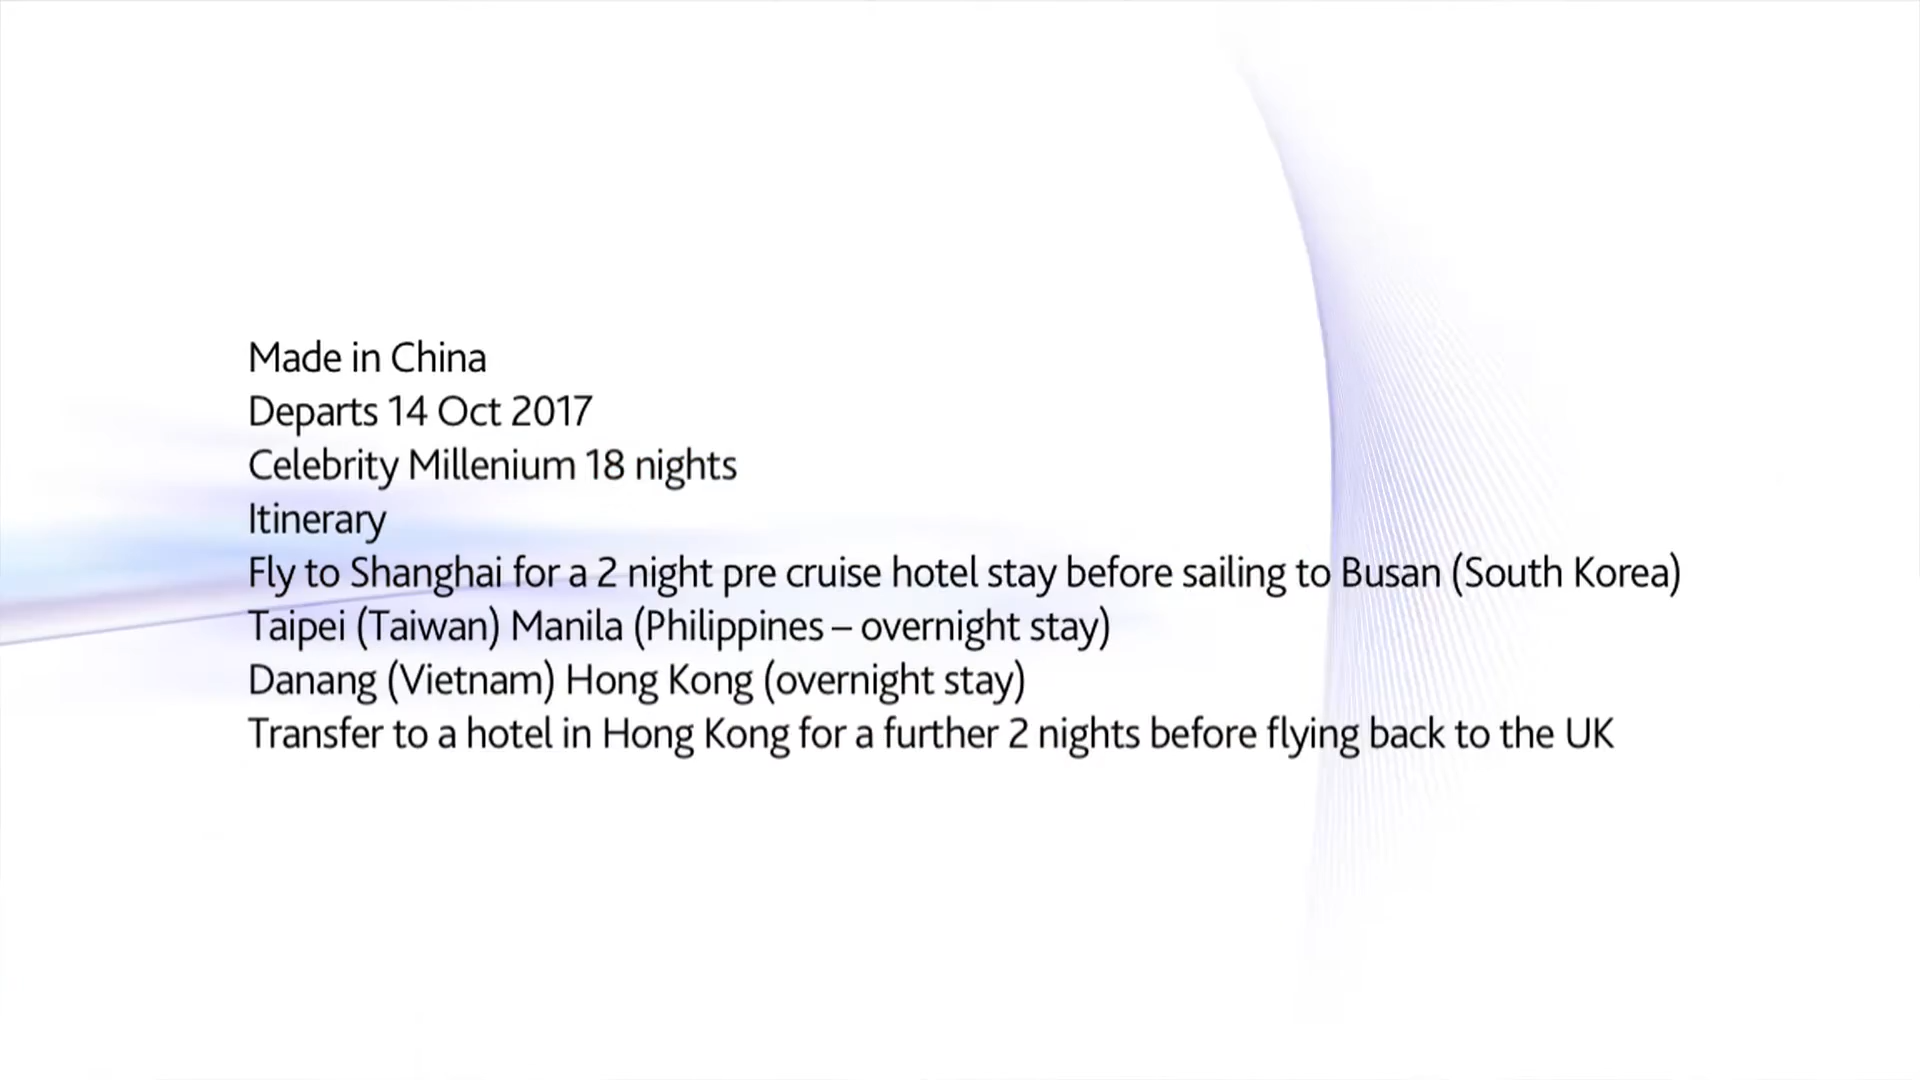 Made in China
Departs 14 Oct 2017
Celebrity Millenium 18 nights
Itinerary
Fly to Shanghai for a 2 night pre cruise hotel stay before sailing to Busan (South Korea)
Taipei (Taiwan) Manila (Philippines – overnight stay)
Danang (Vietnam) Hong Kong (overnight stay)
Transfer to a hotel in Hong Kong for a further 2 nights before flying back to the UK